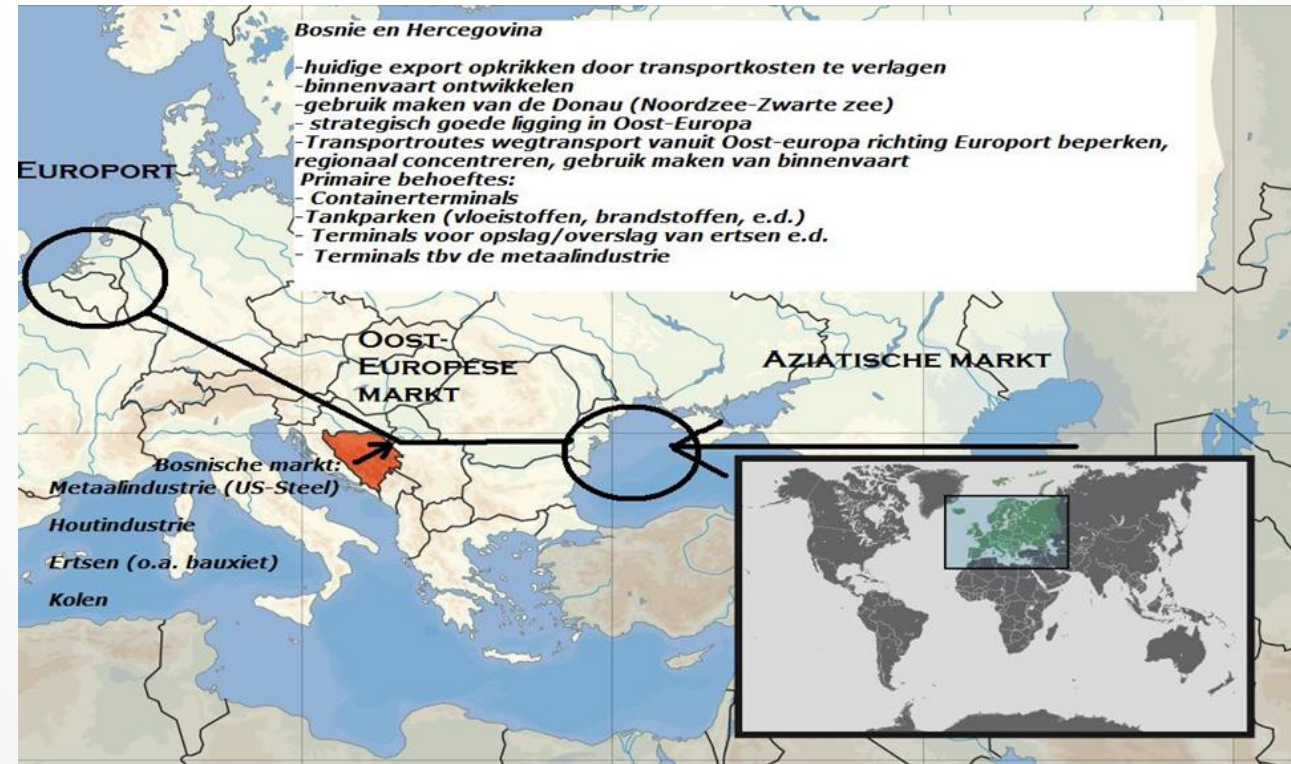 Bosnie en Hercegovina
-huidige export opkrikken door transportkosten te verlagen
-binnenvaart ontwikkelen
-gebruik maken van de Donau (Noordzee-Zwarte zee)
- strategisch goede ligging in Oost-Europa
-Transportroutes wegtransport vanuit Oost-europa richting Europort beperken,
regionaal concentreren, gebruik maken van binnenvaart
Primaire behoeftes:
- Containerterminals
-Tankparken (vloeistoffen, brandstoffen, e.d.)
- Terminals voor opslag/overslag van ertsen e.d.
- Terminals tbv de metaalindustrie
EUROPORT
OOST-
EUROPESE
MARKT
AZIATISCHE MARKT
Bosnische markt:
Metaalindustrie (US-Steel)
Houtindustrie
Ertsen (o.a. bauxiet)
Kolen